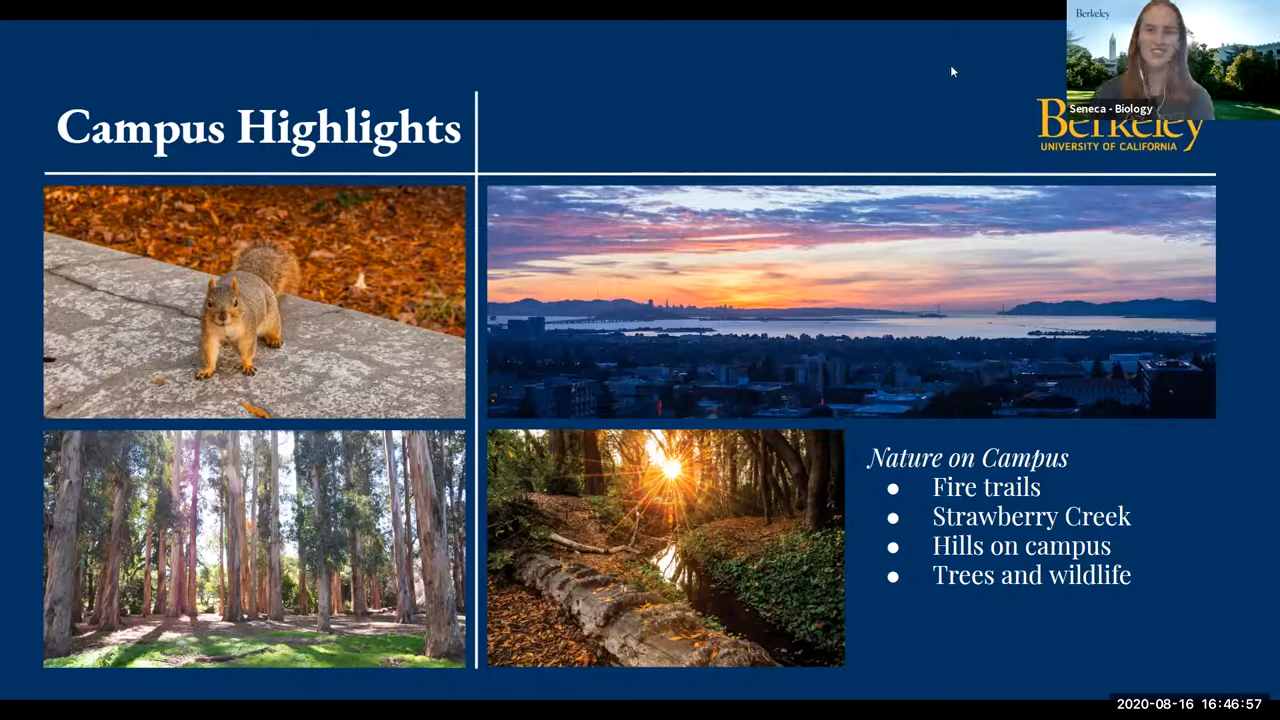 Berkeley
Seneca - Biology
Campus Highlights
Berkeley
UNIVERSITY OF CALIFORNIA
Nature on Campus
● Fire trails
● Strawberry Creek
● Hills on campus
● Trees and wildlife
2020-08-16 16:46:57